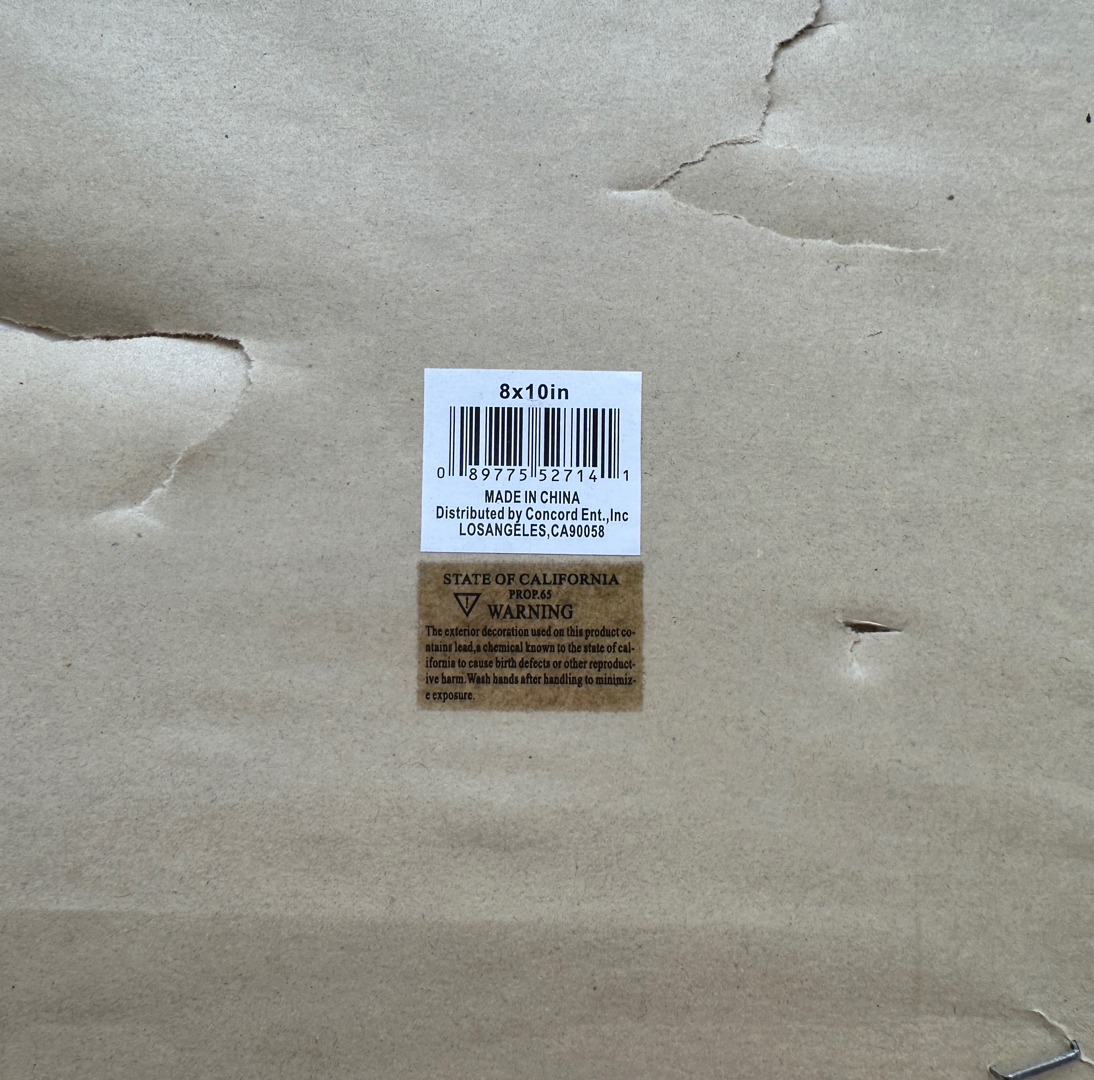 8x10in
0 89775 52714 1
MADE IN CHINA
Distributed by Concord Ent.,Inc
LOSANGELES,CA90058
STATE OF CALIFORNIA
PROP.65
! WARNING
The exterior decoration used on this product co-
ntains lead,a chemical known to the state of cal-
ifornia to cause birth defects or other reproduct-
ive harm.Wash hands after handling to minimiz-
e exposure.